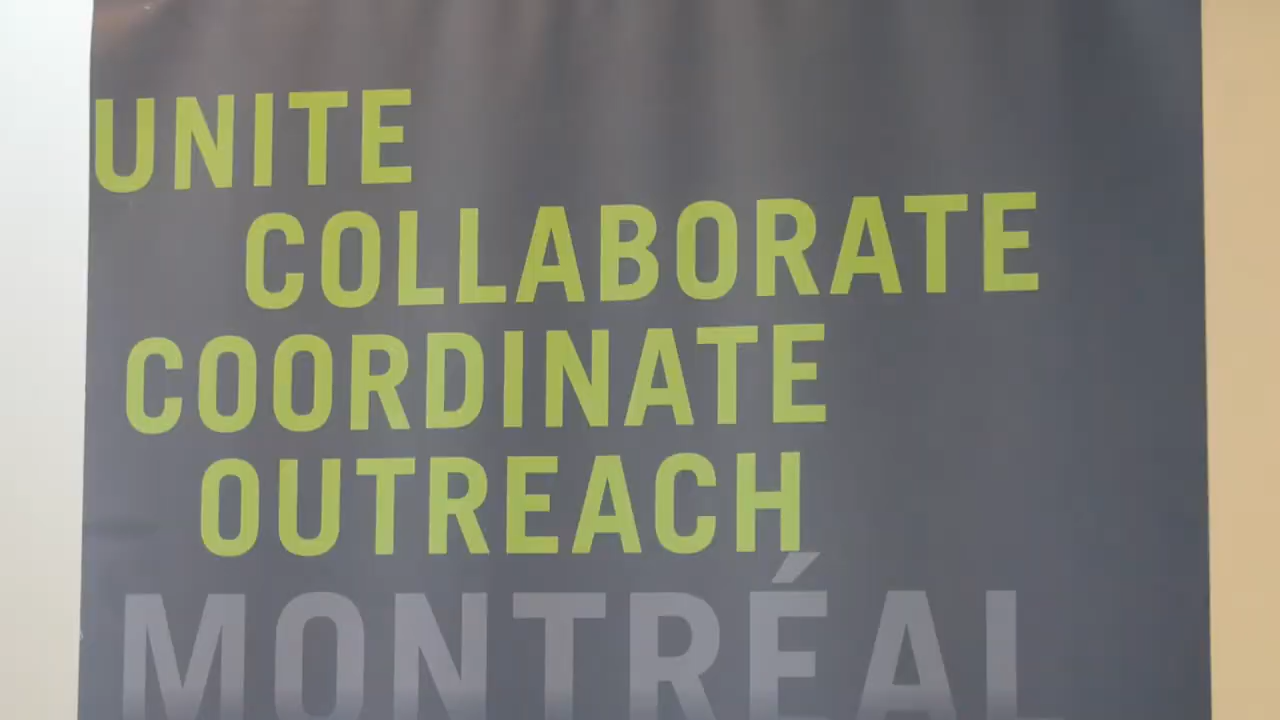 UNITE
COLLABORATE
COORDINATE
OUTREACH
MONTRÉAL